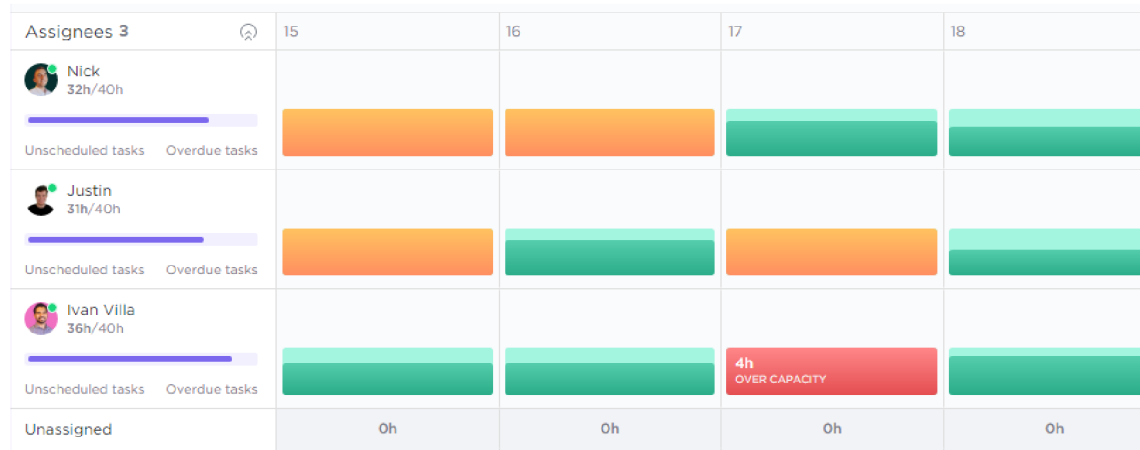 Assignees 3
15
16
17
18
Nick
32h/40h
Unscheduled tasks Overdue tasks
Justin
31h/40h
Unscheduled tasks Overdue tasks
Ivan Villa
36h/40h
4h
OVER CAPACITY
Unscheduled tasks Overdue tasks
Unassigned
0h
0h
0h
0h